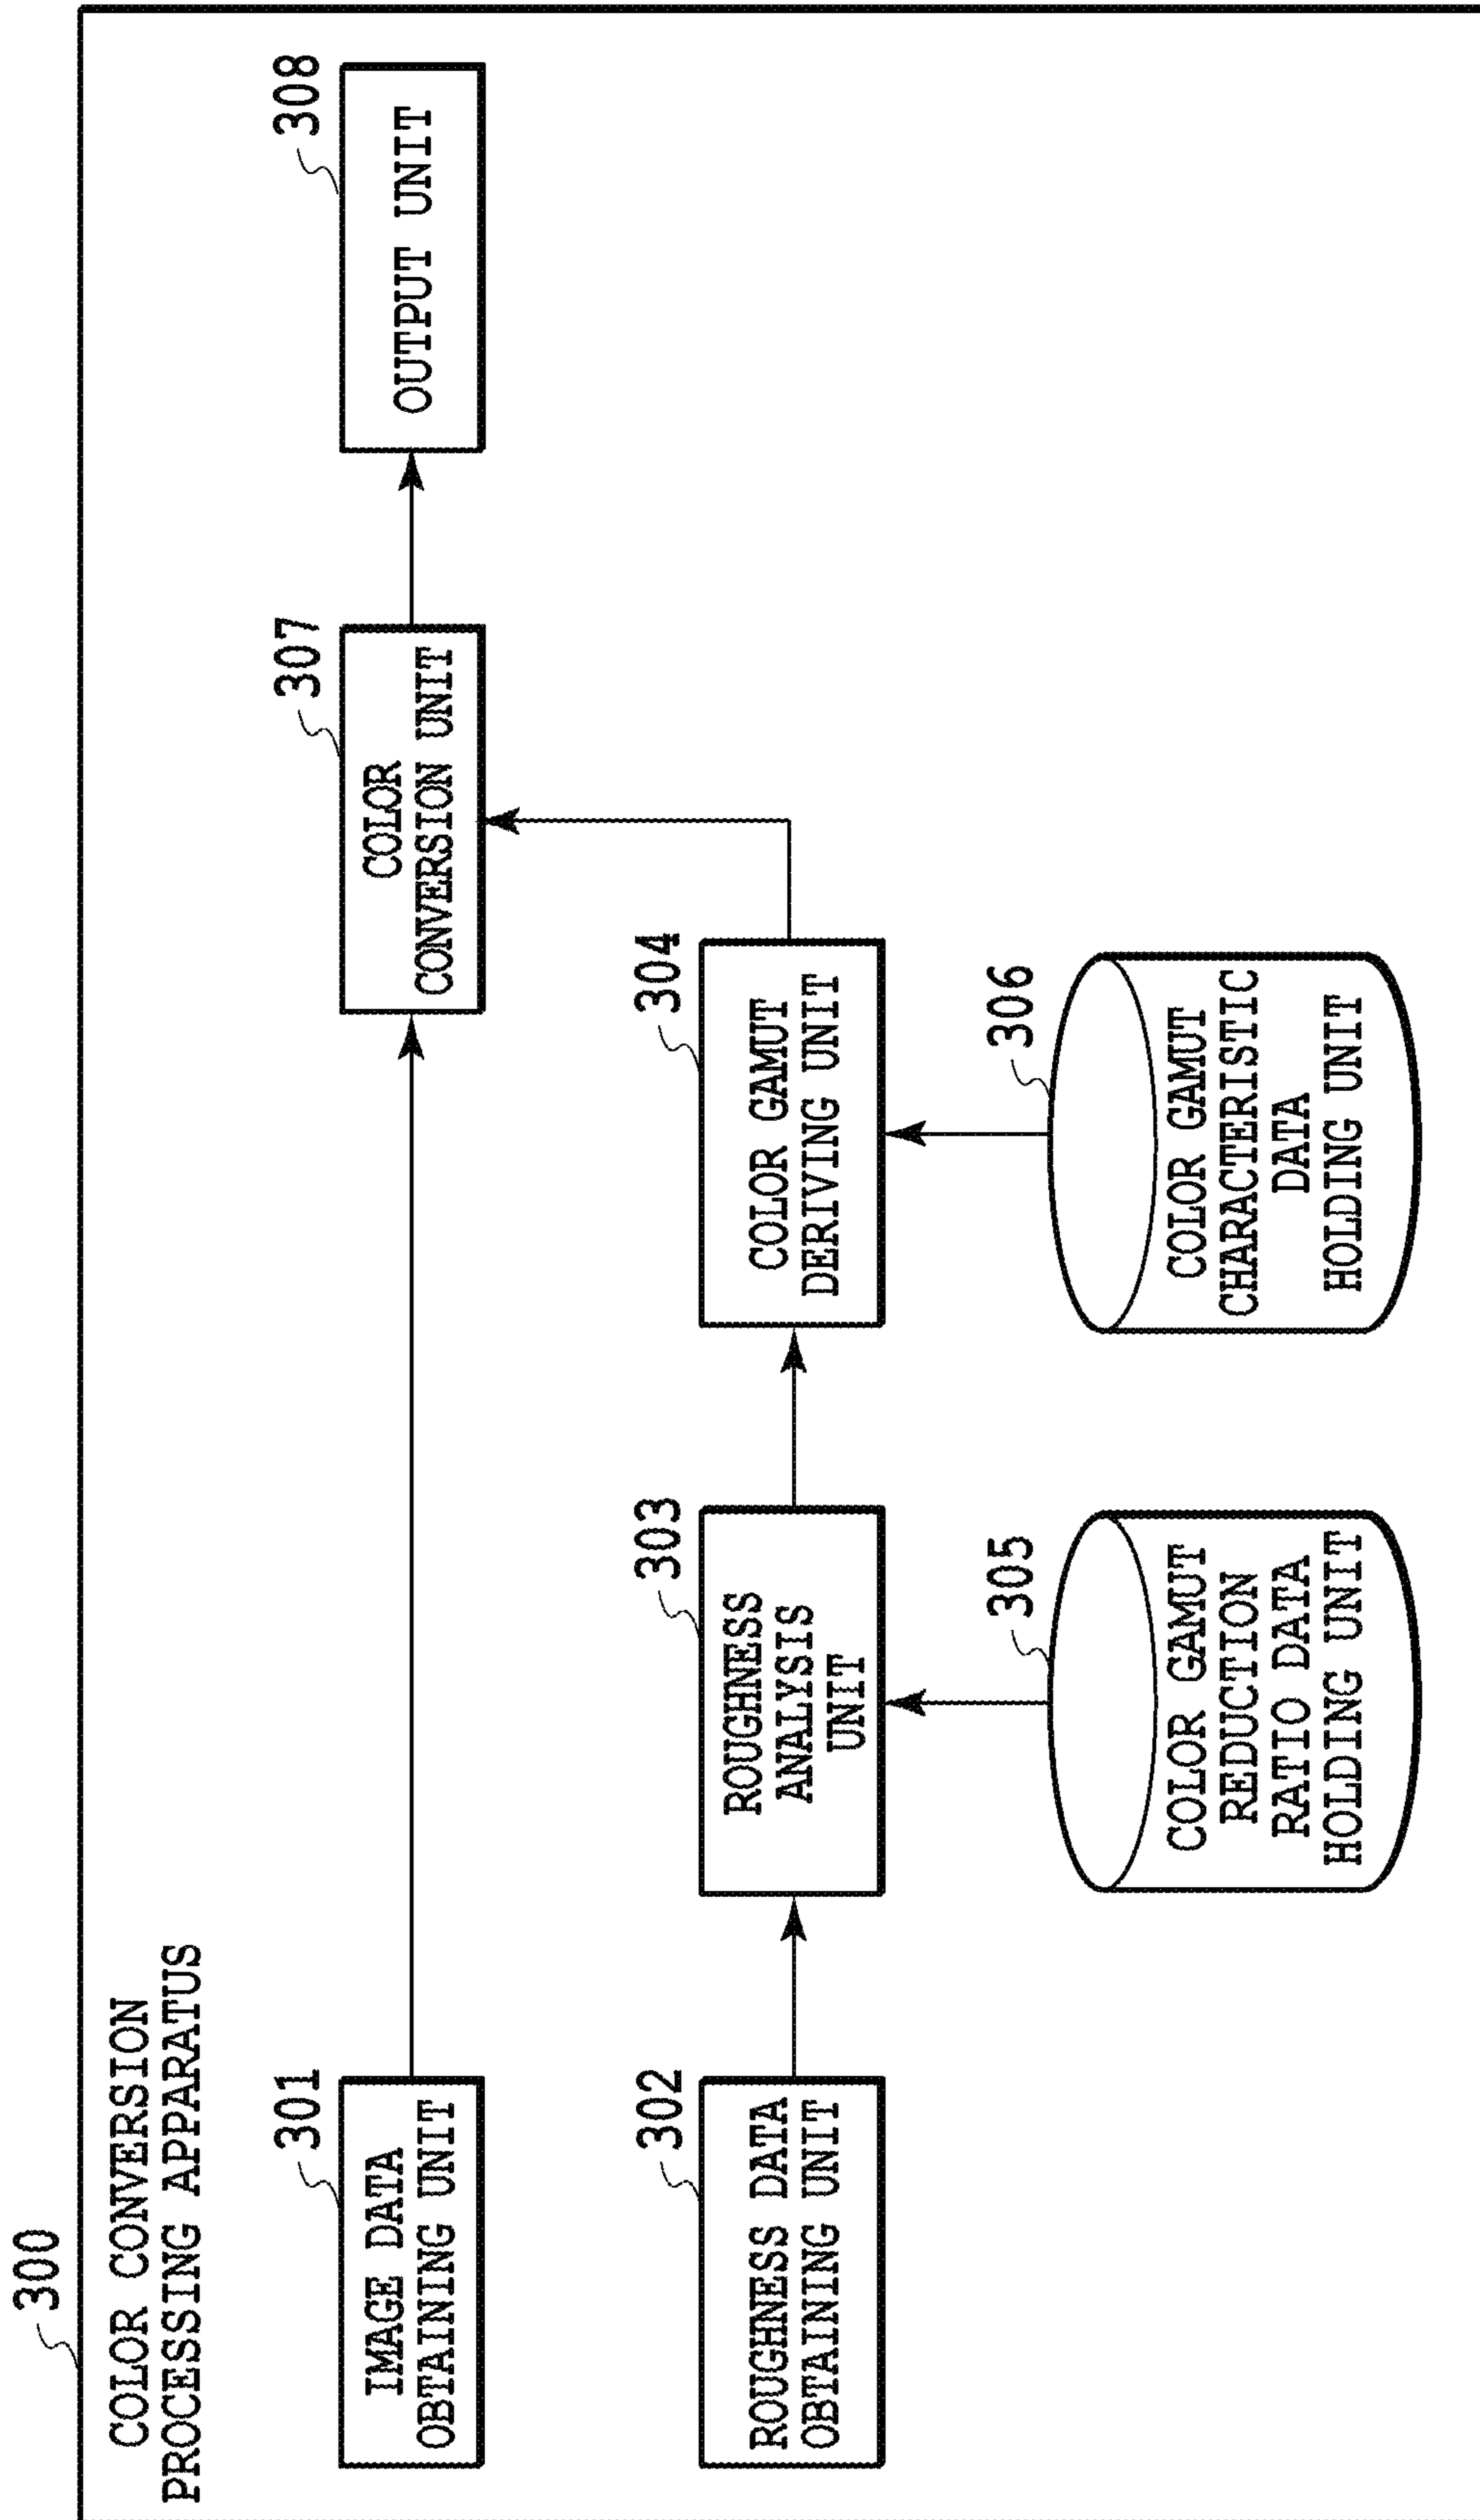 300
COLOR CONVERSION
PROCESSING APPARATUS
301
IMAGE DATA
OBTAINING UNIT
307
COLOR
CONVERSION UNIT
308
OUTPUT UNIT
302
ROUGHNESS DATA
OBTAINING UNIT
303
ROUGHNESS
ANALYSIS
UNIT
304
COLOR GAMUT
DERIVING UNIT
305
COLOR GAMUT
REDUCTION
RATIO DATA
HOLDING UNIT
306
COLOR GAMUT
CHARACTERISTIC
DATA
HOLDING UNIT